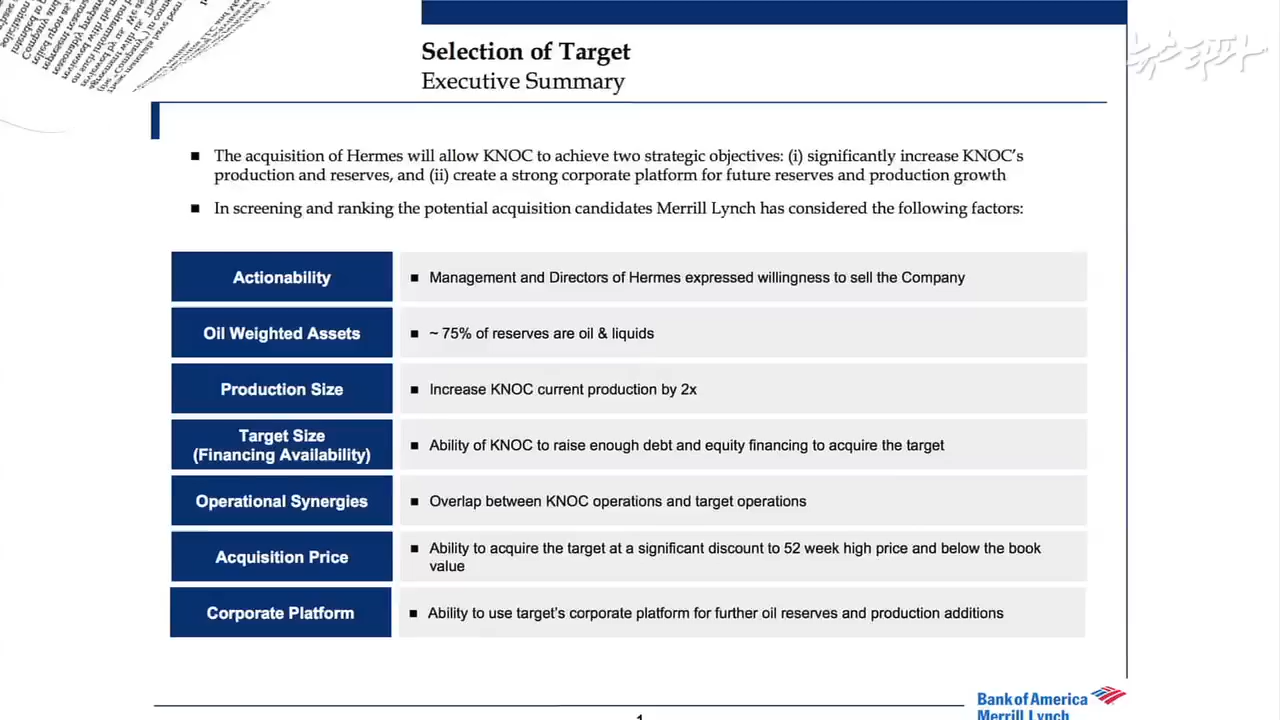 뉴스타파
Selection of Target
Executive Summary
■ The acquisition of Hermes will allow KNOC to achieve two strategic objectives: (i) significantly increase KNOC's
production and reserves, and (ii) create a strong corporate platform for future reserves and production growth
■ In screening and ranking the potential acquisition candidates Merrill Lynch has considered the following factors:
Actionability
■ Management and Directors of Hermes expressed willingness to sell the Company
Oil Weighted Assets
■ ~ 75% of reserves are oil & liquids
Production Size
■ Increase KNOC current production by 2x
Target Size
(Financing Availability)
■ Ability of KNOC to raise enough debt and equity financing to acquire the target
Operational Synergies
■ Overlap between KNOC operations and target operations
Acquisition Price
■ Ability to acquire the target at a significant discount to 52 week high price and below the book
value
Corporate Platform
■ Ability to use target's corporate platform for further oil reserves and production additions
Bank of America
Merrill Lynch
1